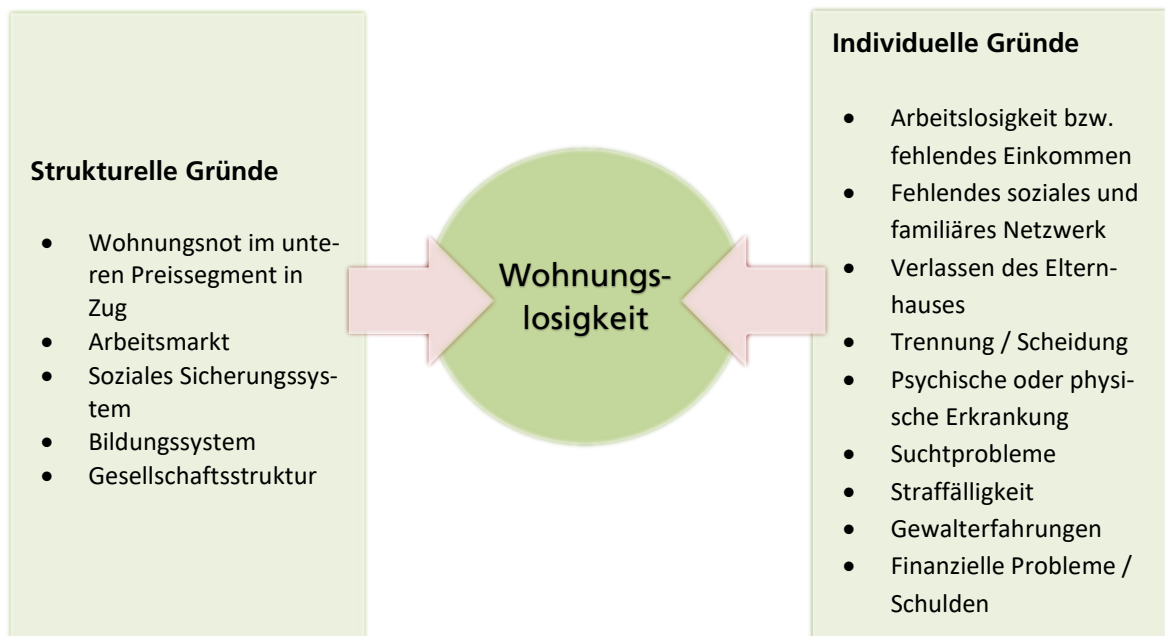 Strukturelle Gründe
• Wohnungsnot im unte-
ren Preissegment in
Zug
• Arbeitsmarkt
• Soziales Sicherungssys-
tem
• Bildungssystem
• Gesellschaftsstruktur
Wohnungs-
losigkeit
Individuelle Gründe
• Arbeitslosigkeit bzw.
fehlendes Einkommen
• Fehlendes soziales und
familiäres Netzwerk
• Verlassen des Eltern-
hauses
• Trennung / Scheidung
• Psychische oder physi-
sche Erkrankung
• Suchtprobleme
• Straffälligkeit
• Gewalterfahrungen
• Finanzielle Probleme /
Schulden